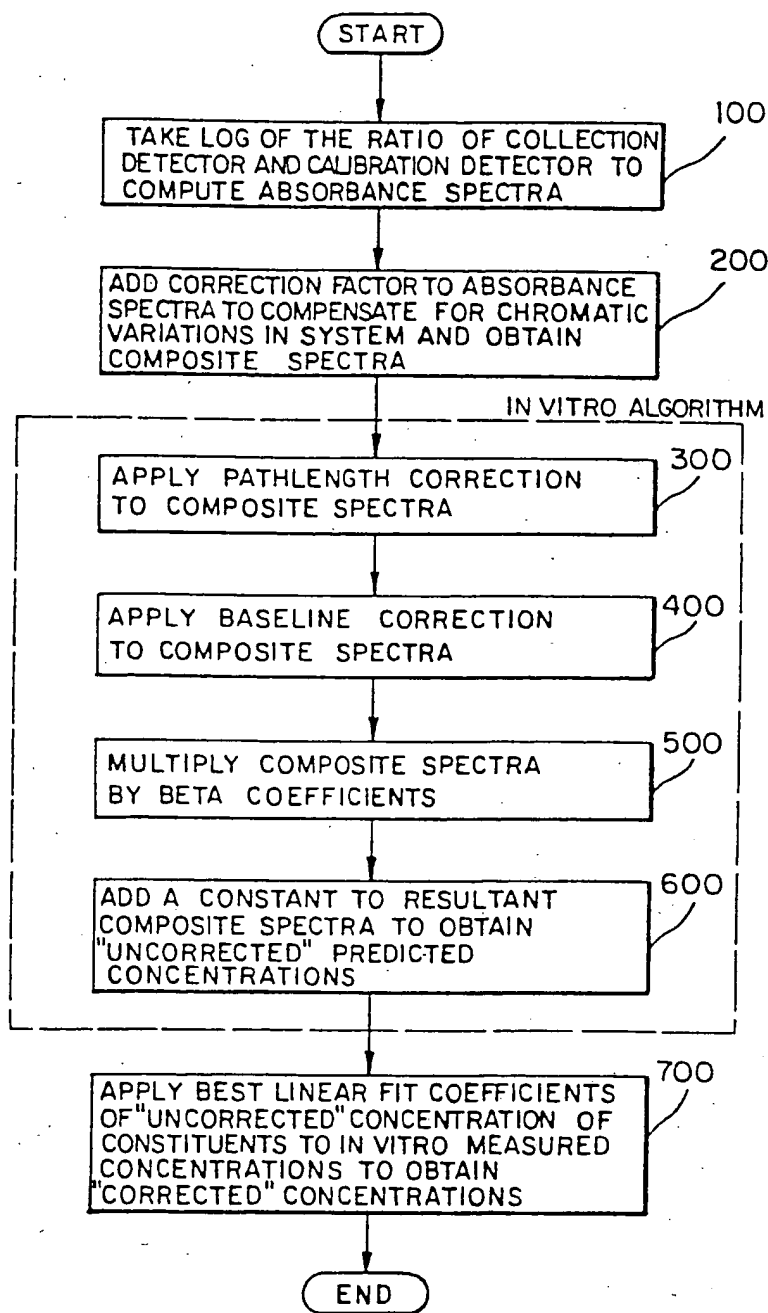 START
100
TAKE LOG OF THE RATIO OF COLLECTION
DETECTOR AND CALIBRATION DETECTOR TO
COMPUTE ABSORBANCE SPECTRA
200
ADD CORRECTION FACTOR TO ABSORBANCE
SPECTRA TO COMPENSATE FOR CHROMATIC
VARIATIONS IN SYSTEM AND OBTAIN
COMPOSITE SPECTRA
IN VITRO ALGORITHM
300
APPLY PATHLENGTH CORRECTION
TO COMPOSITE SPECTRA
400
APPLY BASELINE CORRECTION
TO COMPOSITE SPECTRA
500
MULTIPLY COMPOSITE SPECTRA
BY BETA COEFFICIENTS
600
ADD A CONSTANT TO RESULTANT
COMPOSITE SPECTRA TO OBTAIN
"UNCORRECTED" PREDICTED
CONCENTRATIONS
700
APPLY BEST LINEAR FIT COEFFICIENTS
OF "UNCORRECTED" CONCENTRATION OF
CONSTITUENTS TO IN VITRO MEASURED
CONCENTRATIONS TO OBTAIN
"CORRECTED" CONCENTRATIONS
END